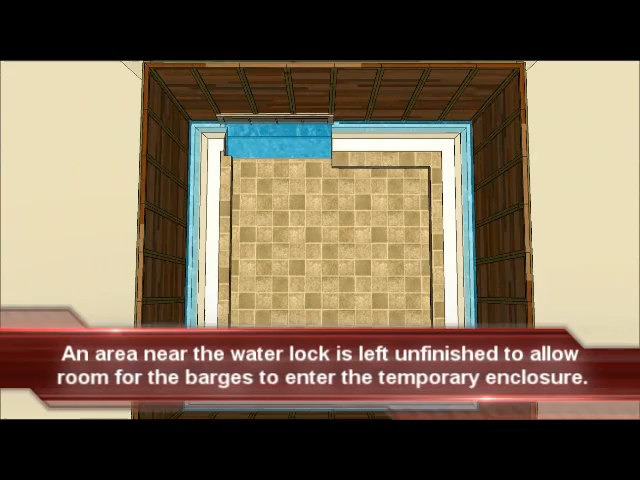 An area near the water lock is left unfinished to allow
room for the barges to enter the temporary enclosure.